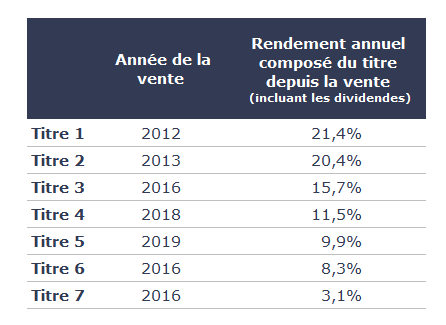 Année de la
vente
Rendement annuel
composé du titre
depuis la vente
(incluant les dividendes)
Titre 1 2012 21,4%
Titre 2 2013 20,4%
Titre 3 2016 15,7%
Titre 4 2018 11,5%
Titre 5 2019 9,9%
Titre 6 2016 8,3%
Titre 7 2016 3,1%